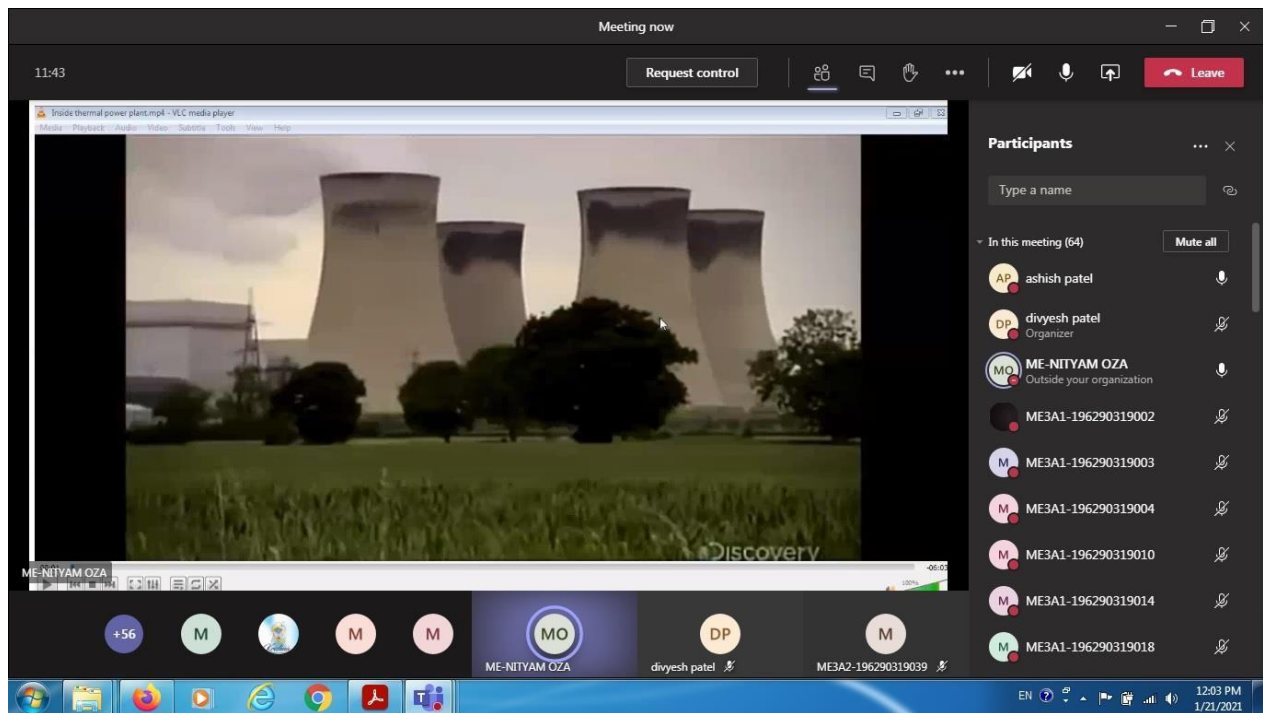 Meeting now
11:43
Request control
Leave
Inside thermal power plant.mp4 - VLC media player
Media Playback Audio Video Subtitle Tools View Help
Discovery
-06:03
ME-NITYAM OZA
100%
Participants
Type a name
In this meeting (64)
Mute all
AP
ashish patel
DP
divyesh patel
Organizer
MO
ME-NITYAM OZA
Outside your organization
ME3A1-196290319002
M
ME3A1-196290319003
M
ME3A1-196290319004
M
ME3A1-196290319010
M
ME3A1-196290319014
M
ME3A1-196290319018
+56
M
M
M
MO
ME-NITYAM OZA
DP
divyesh patel
M
ME3A2-196290319039
EN
12:03 PM
1/21/2021